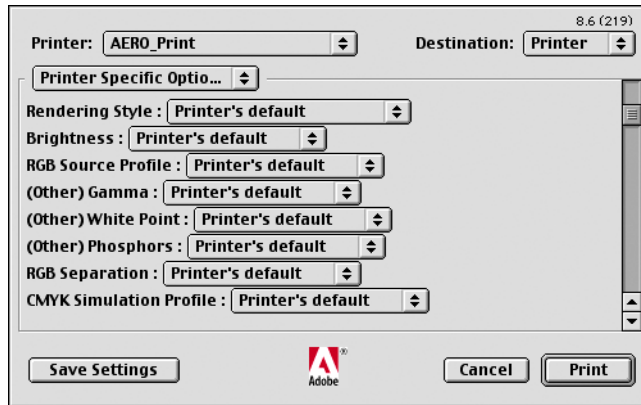 8.6 (219)
Printer: AERO_Print Destination: Printer
Printer Specific Optio...
Rendering Style : Printer's default
Brightness : Printer's default
RGB Source Profile : Printer's default
(Other) Gamma : Printer's default
(Other) White Point : Printer's default
(Other) Phosphors : Printer's default
RGB Separation : Printer's default
CMYK Simulation Profile : Printer's default
Save Settings Adobe® Cancel Print